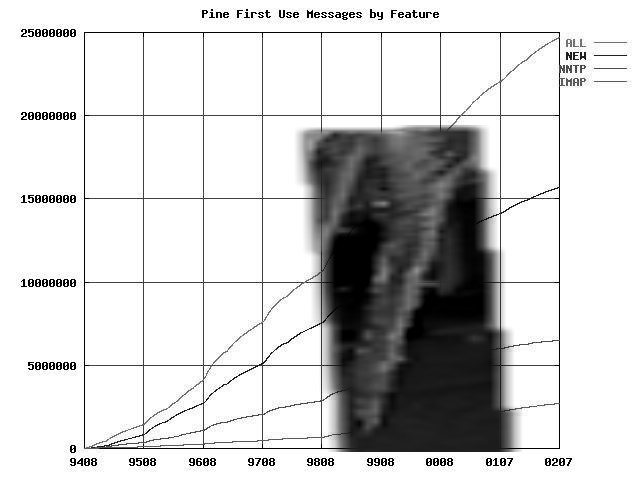 Pine First Use Messages by Feature
25000000
20000000
15000000
10000000
5000000
0
9408 9508 9608 9708 9808 9908 0008 0107 0207
ALL
NEW
NNTP
IMAP